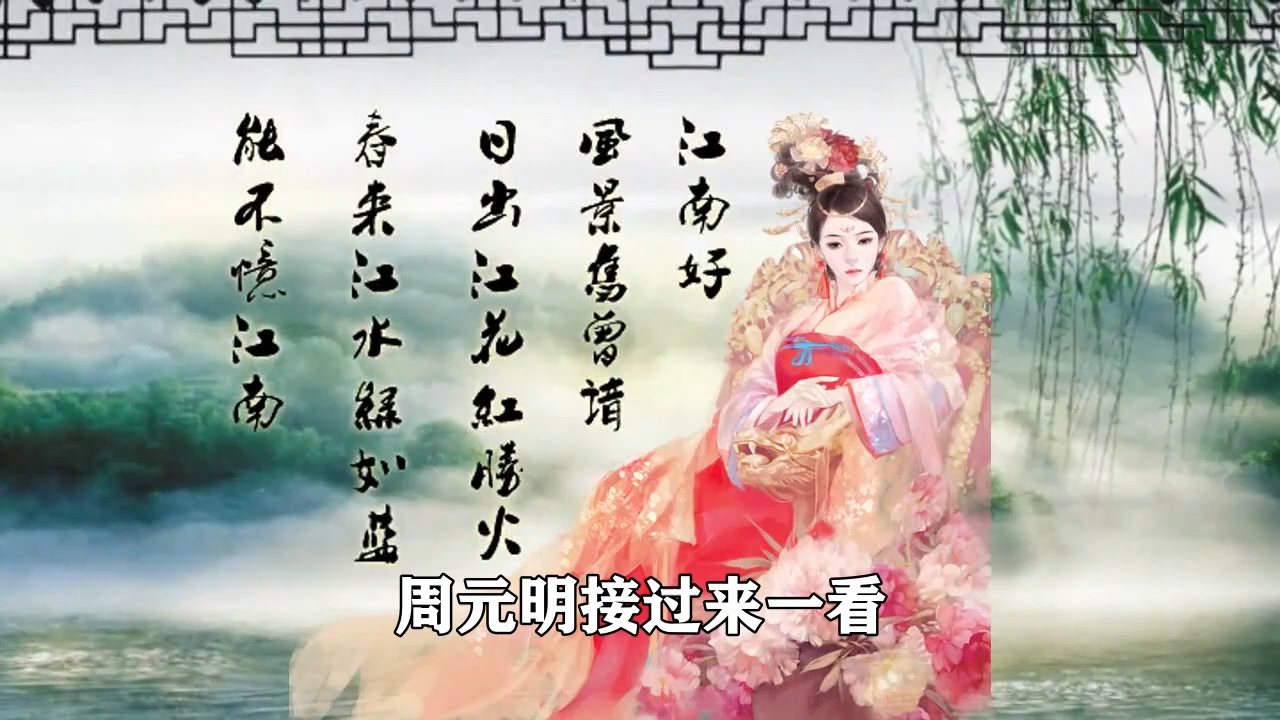 江南好
風景舊曾諳
日出江花紅勝火
春来江水綠如藍
能不憶江南
周元明接过来一看